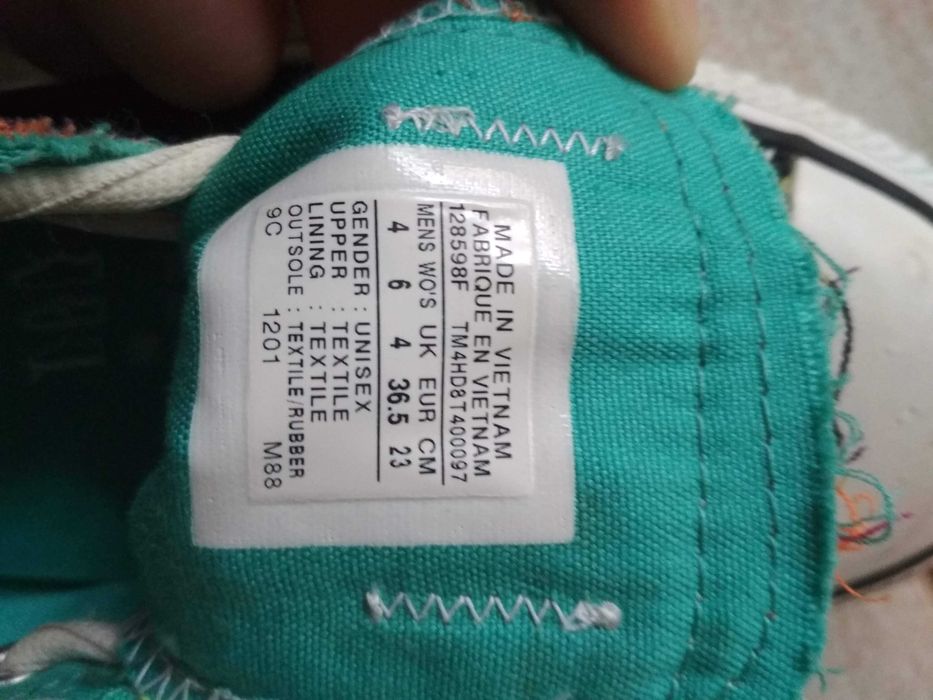 MADE IN VIETNAM
FABRIQUE EN VIETNAM
128598F TM4HD8T400097
MENS WO'S UK EUR CM
4 6 4 36.5 23
GENDER : UNISEX
UPPER : TEXTILE
LINING : TEXTILE
OUTSOLE : TEXTILE/RUBBER
9C 1201 M88